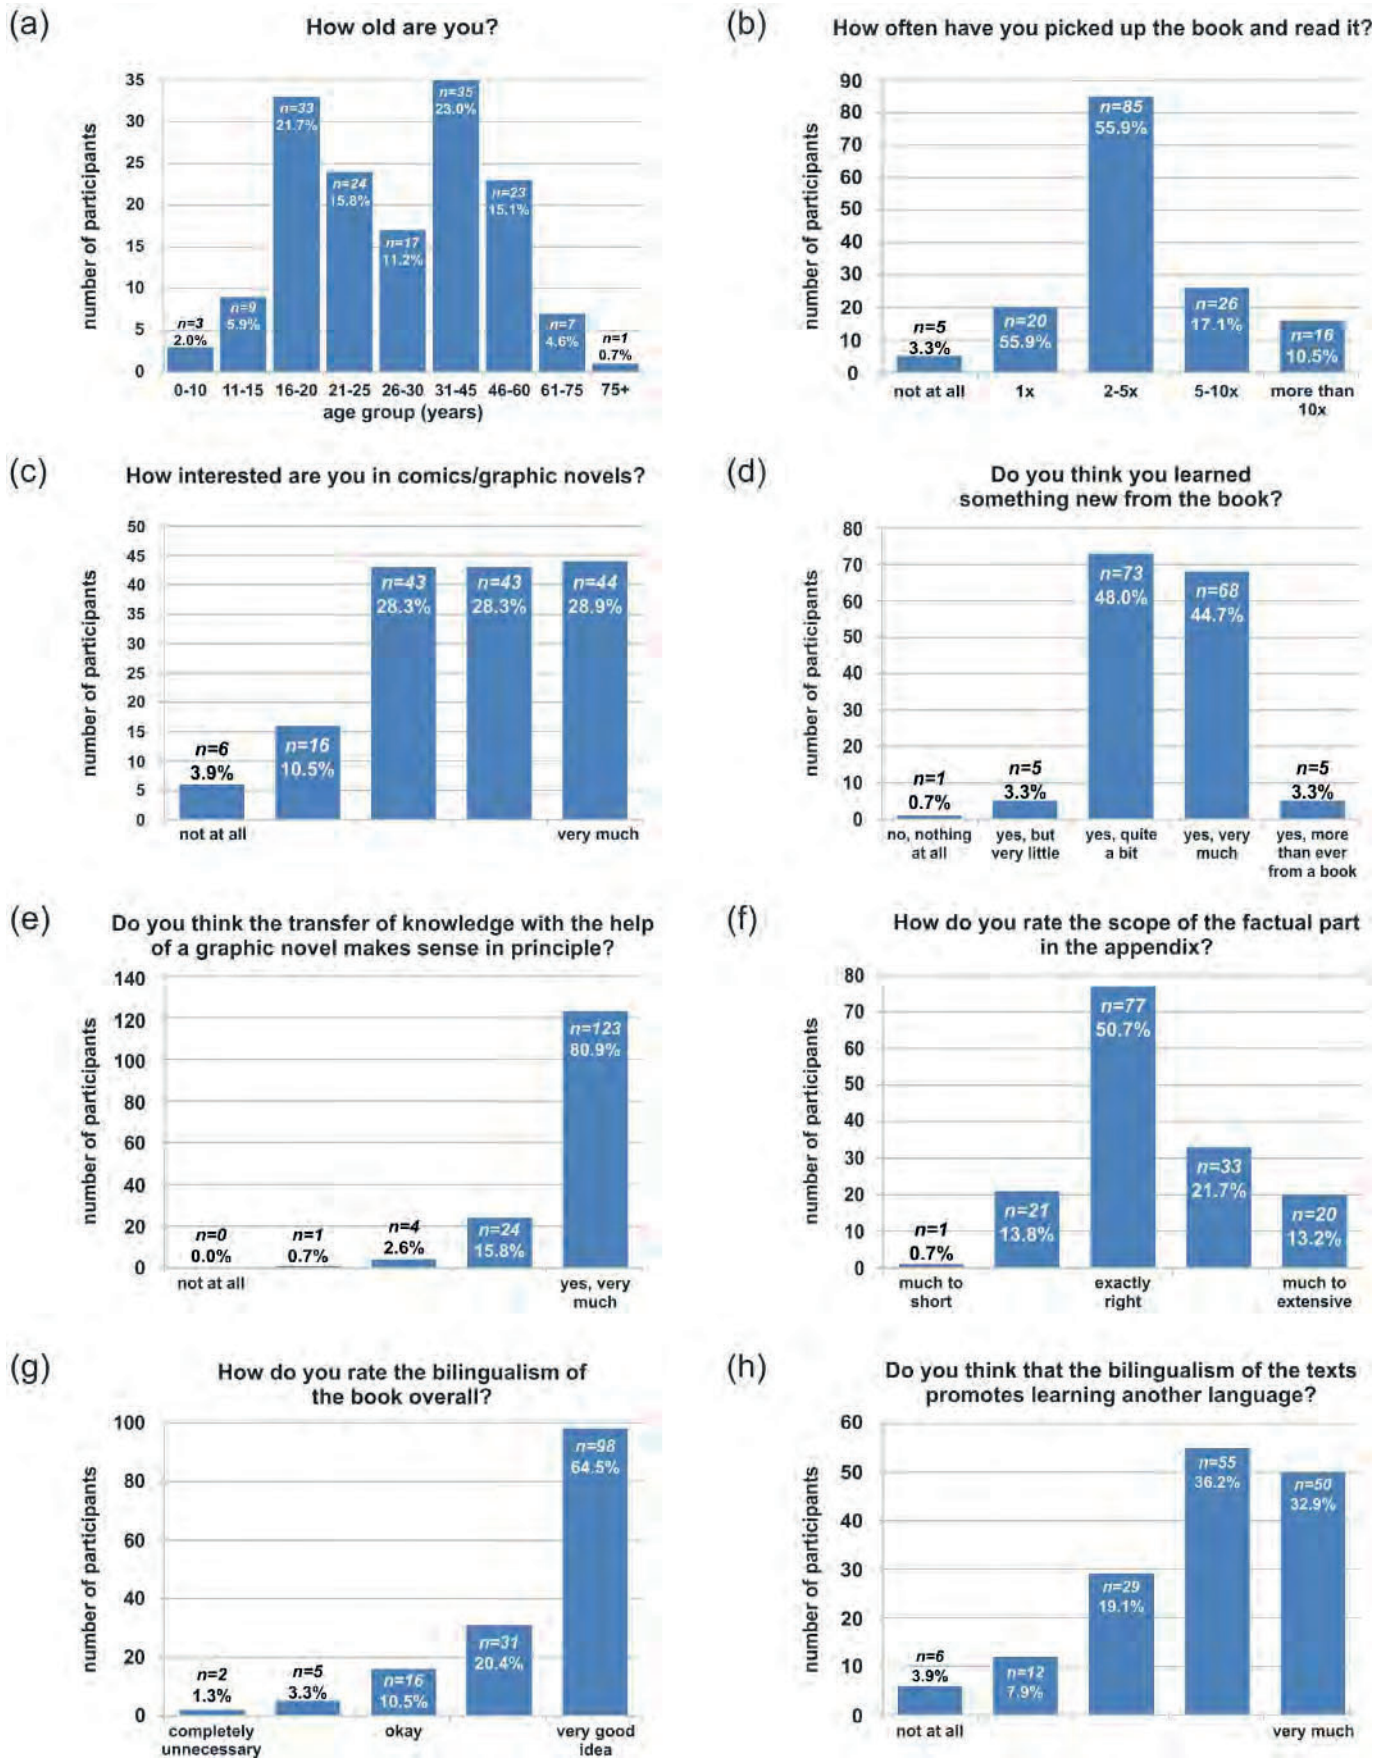 (a)
How old are you?
number of participants
35
30
25
20
15
10
5
0
n=3
2.0%
n=9
5.9%
n=33
21.7%
n=24
15.8%
n=17
11.2%
n=35
23.0%
n=23
15.1%
n=7
4.6%
n=1
0.7%
0-10 11-15 16-20 21-25 26-30 31-45 46-60 61-75 75+
age group (years)
(b)
How often have you picked up the book and read it?
number of participants
90
80
70
60
50
40
30
20
10
0
n=5
3.3%
n=20
55.9%
n=85
55.9%
n=26
17.1%
n=16
10.5%
not at all 1x 2-5x 5-10x more than
10x
(c)
How interested are you in comics/graphic novels?
number of participants
50
45
40
35
30
25
20
15
10
5
0
n=6
3.9%
n=16
10.5%
n=43
28.3%
n=43
28.3%
n=44
28.9%
not at all very much
(d)
Do you think you learned
something new from the book?
number of participants
80
70
60
50
40
30
20
10
0
n=1
0.7%
n=5
3.3%
n=73
48.0%
n=68
44.7%
n=5
3.3%
no, nothing yes, but yes, quite yes, very yes, more
at all very little a bit much than ever
from a book
(e)
Do you think the transfer of knowledge with the help
of a graphic novel makes sense in principle?
number of participants
140
120
100
80
60
40
20
0
n=0
0.0%
n=1
0.7%
n=4
2.6%
n=24
15.8%
n=123
80.9%
not at all yes, very
much
(f)
How do you rate the scope of the factual part
in the appendix?
number of participants
80
70
60
50
40
30
20
10
0
n=1
0.7%
n=21
13.8%
n=77
50.7%
n=33
21.7%
n=20
13.2%
much to exactly much to
short right extensive
(g)
How do you rate the bilingualism of
the book overall?
number of participants
100
80
60
40
20
0
n=2
1.3%
n=5
3.3%
n=16
10.5%
n=31
20.4%
n=98
64.5%
completely okay very good
unnecessary idea
(h)
Do you think that the bilingualism of the texts
promotes learning another language?
number of participants
60
50
40
30
20
10
0
n=6
3.9%
n=12
7.9%
n=29
19.1%
n=55
36.2%
n=50
32.9%
not at all very much